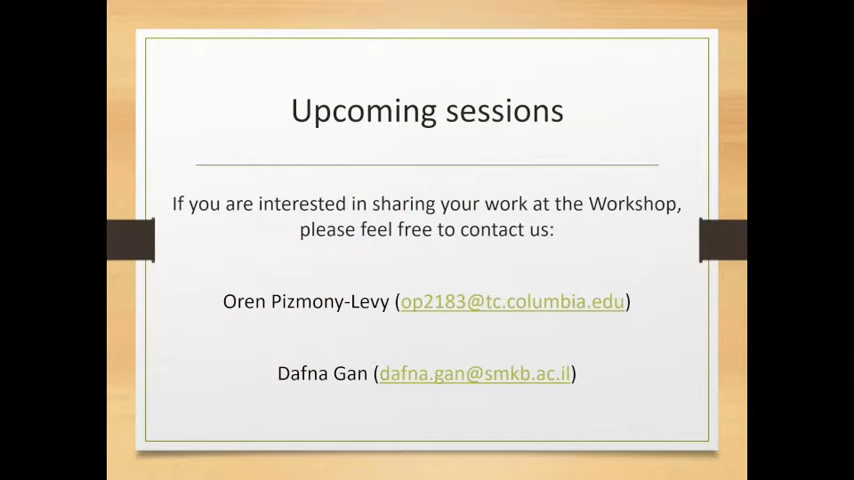 Upcoming sessions
If you are interested in sharing your work at the Workshop,
please feel free to contact us:
Oren Pizmony-Levy (op2183@tc.columbia.edu)
Dafna Gan (dafna.gan@smkb.ac.il)